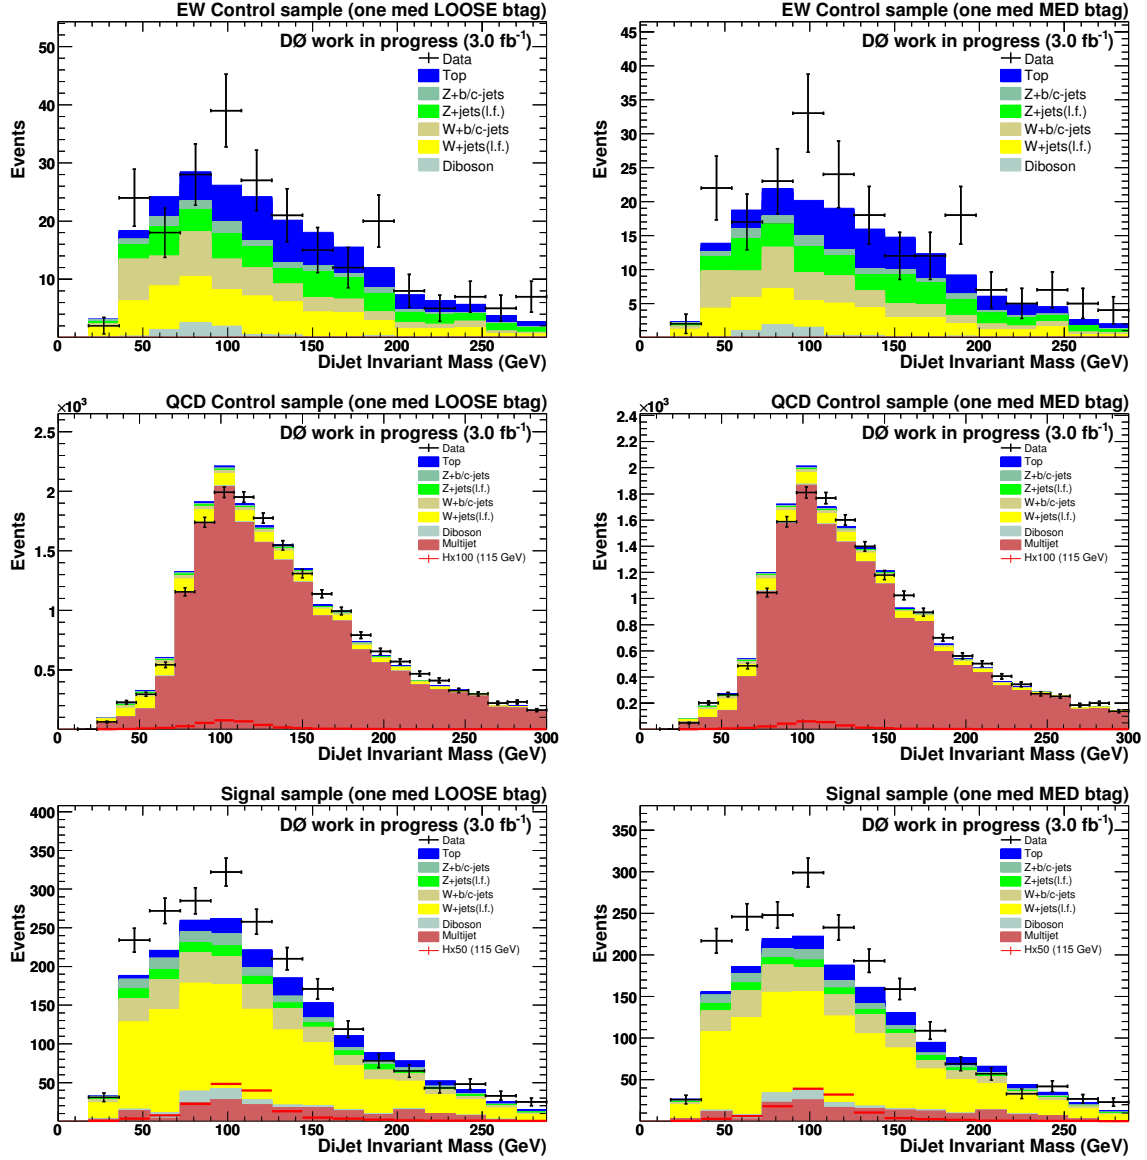 EW Control sample (one med LOOSE btag)
DØ work in progress (3.0 fb-1)
Events
50
40
30
20
10
Data
Top
Z+b/c-jets
Z+jets(l.f.)
W+b/c-jets
W+jets(l.f.)
Diboson
0 50 100 150 200 250
DiJet Invariant Mass (GeV)
EW Control sample (one med MED btag)
DØ work in progress (3.0 fb-1)
Events
45
40
35
30
25
20
15
10
5
Data
Top
Z+b/c-jets
Z+jets(l.f.)
W+b/c-jets
W+jets(l.f.)
Diboson
0 50 100 150 200 250
DiJet Invariant Mass (GeV)
QCD Control sample (one med LOOSE btag)
×103
DØ work in progress (3.0 fb-1)
Events
2.5
2
1.5
1
0.5
Data
Top
Z+b/c-jets
Z+jets(l.f.)
W+b/c-jets
W+jets(l.f.)
Diboson
Multijet
Hx100 (115 GeV)
0 50 100 150 200 250 300
DiJet Invariant Mass (GeV)
QCD Control sample (one med MED btag)
×103
DØ work in progress (3.0 fb-1)
Events
2.4
2.2
2
1.8
1.6
1.4
1.2
1
0.8
0.6
0.4
0.2
Data
Top
Z+b/c-jets
Z+jets(l.f.)
W+b/c-jets
W+jets(l.f.)
Diboson
Multijet
Hx100 (115 GeV)
0 50 100 150 200 250 300
DiJet Invariant Mass (GeV)
Signal sample (one med LOOSE btag)
DØ work in progress (3.0 fb-1)
Events
400
350
300
250
200
150
100
50
Data
Top
Z+b/c-jets
Z+jets(l.f.)
W+b/c-jets
W+jets(l.f.)
Diboson
Multijet
Hx50 (115 GeV)
0 50 100 150 200 250
DiJet Invariant Mass (GeV)
Signal sample (one med MED btag)
DØ work in progress (3.0 fb-1)
Events
350
300
250
200
150
100
50
Data
Top
Z+b/c-jets
Z+jets(l.f.)
W+b/c-jets
W+jets(l.f.)
Diboson
Multijet
Hx50 (115 GeV)
0 50 100 150 200 250
DiJet Invariant Mass (GeV)